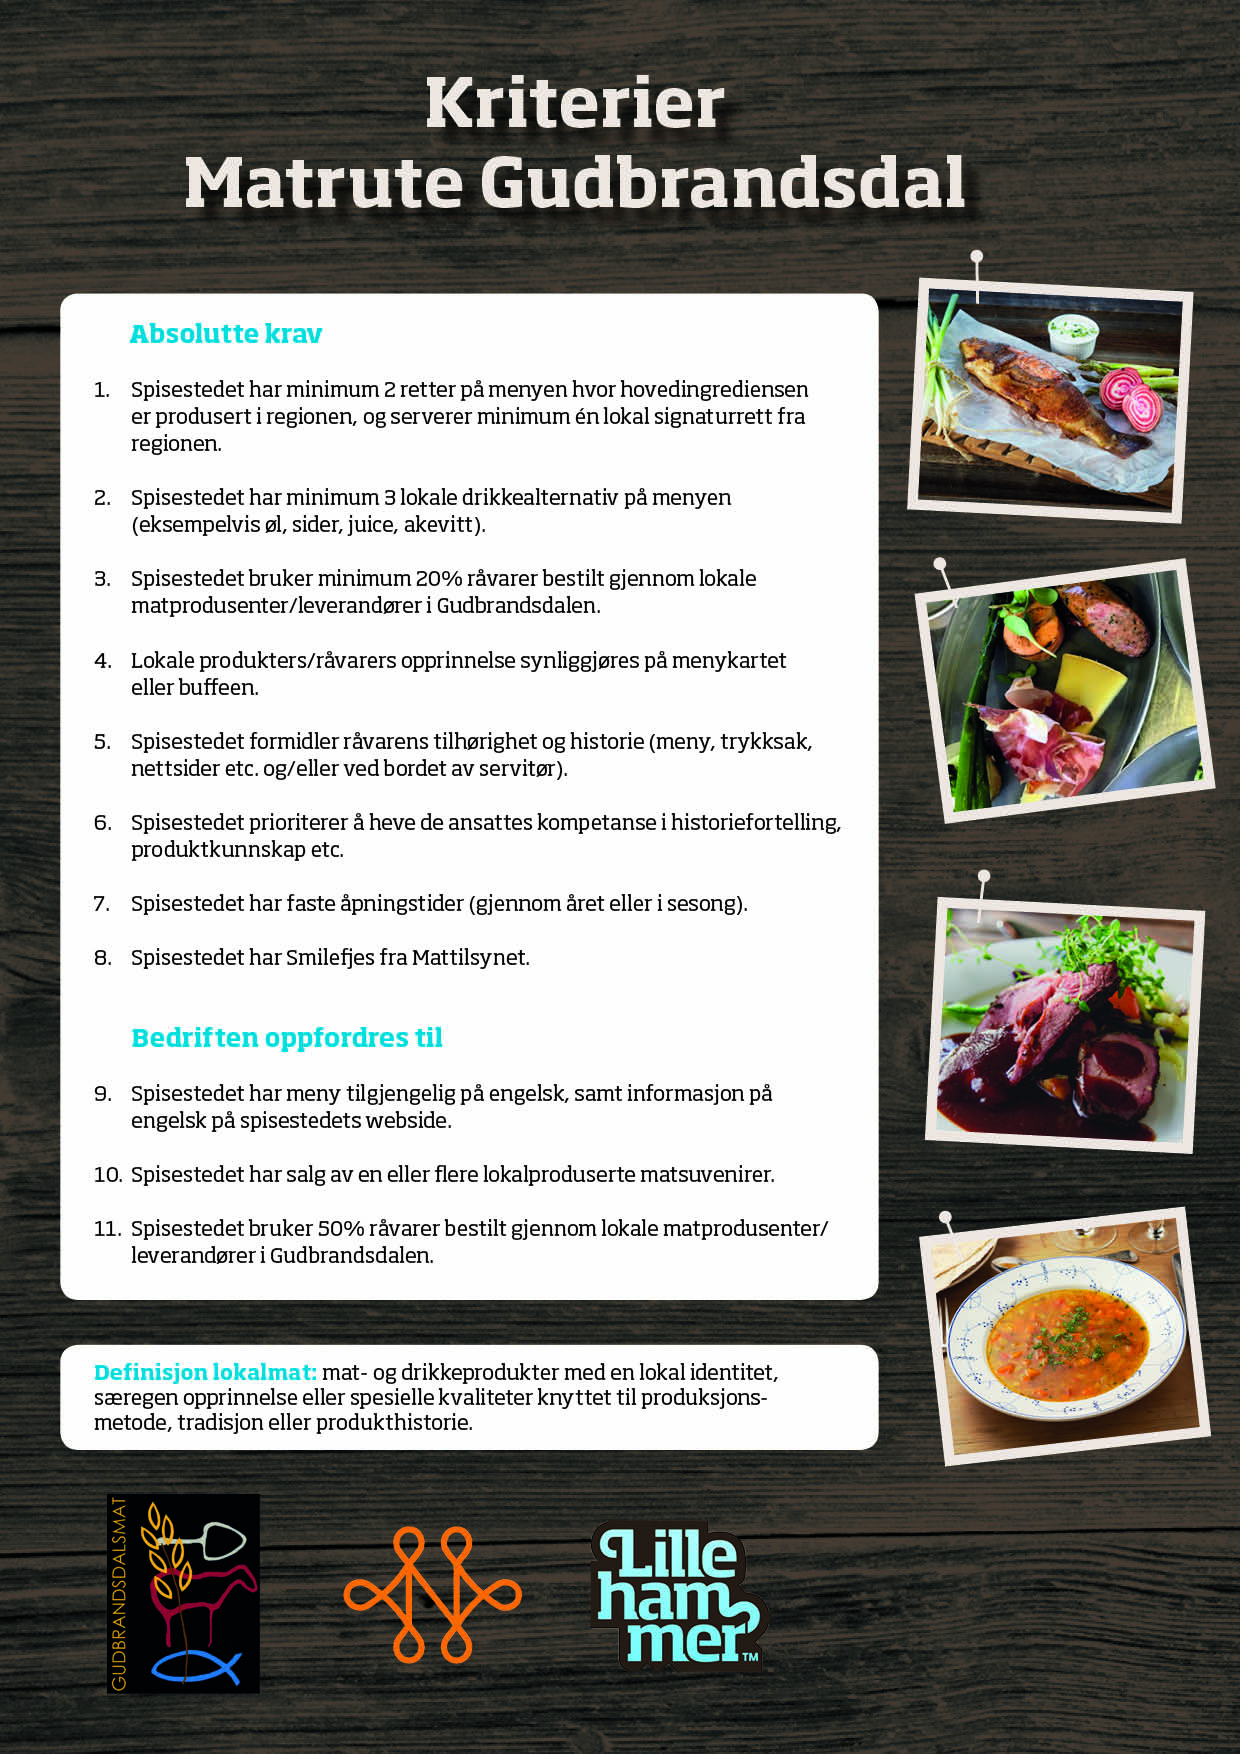 Kriterier
Matrute Gudbrandsdal
Absolutte krav
1. Spisestedet har minimum 2 retter på menyen hvor hovedingrediensen
er produsert i regionen, og serverer minimum én lokal signaturrett fra
regionen.
2. Spisestedet har minimum 3 lokale drikkealternativ på menyen
(eksempelvis øl, sider, juice, akevitt).
3. Spisestedet bruker minimum 20% råvarer bestilt gjennom lokale
matprodusenter/leverandører i Gudbrandsdalen.
4. Lokale produkters/råvarers opprinnelse synliggjøres på menykartet
eller buffeen.
5. Spisestedet formidler råvarens tilhørighet og historie (meny, trykksak,
nettsider etc. og/eller ved bordet av servitør).
6. Spisestedet prioriterer å heve de ansattes kompetanse i historiefortelling,
produktkunnskap etc.
7. Spisestedet har faste åpningstider (gjennom året eller i sesong).
8. Spisestedet har Smilefjes fra Mattilsynet.
Bedriften oppfordres til
9. Spisestedet har meny tilgjengelig på engelsk, samt informasjon på
engelsk på spisestedets webside.
10. Spisestedet har salg av en eller flere lokalproduserte matsuvenirer.
11. Spisestedet bruker 50% råvarer bestilt gjennom lokale matprodusenter/
leverandører i Gudbrandsdalen.
Definisjon lokalmat: mat- og drikkeprodukter med en lokal identitet,
særegen opprinnelse eller spesielle kvaliteter knyttet til produksjons-
metode, tradisjon eller produkthistorie.
GUDBRANDSDALSMAT
Lille
ham
mer™